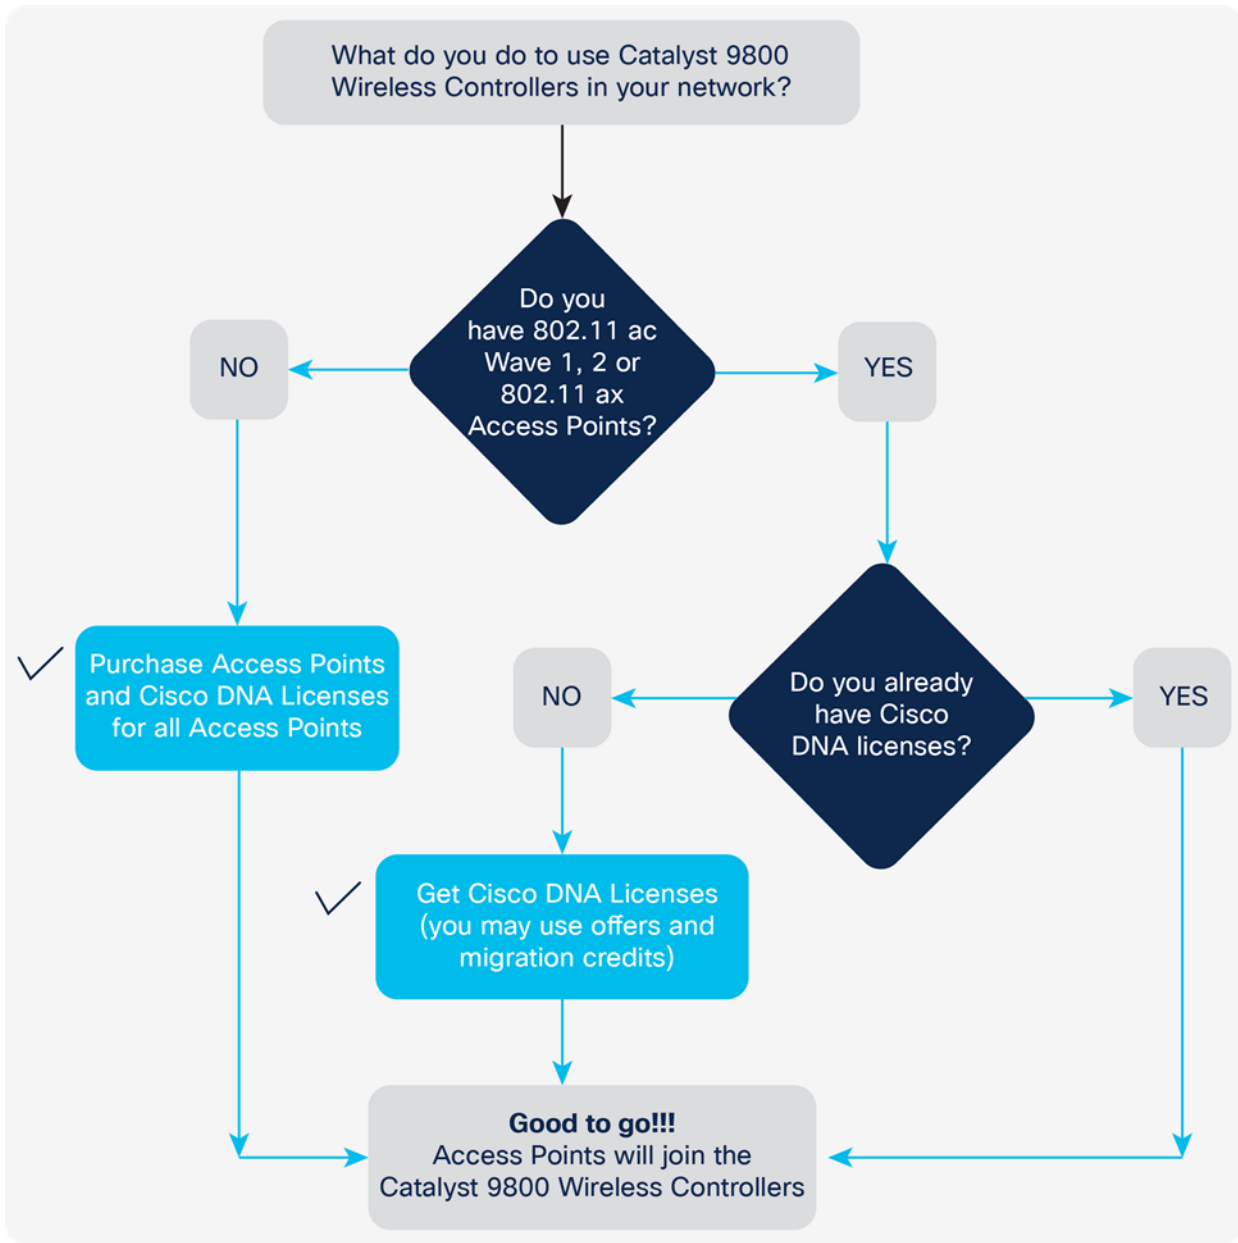 What do you do to use Catalyst 9800
Wireless Controllers in your network?
Do you
have 802.11 ac
Wave 1, 2 or
802.11 ax
Access Points?
NO
YES
Purchase Access Points
and Cisco DNA Licenses
for all Access Points
NO
Do you already
have Cisco
DNA licenses?
YES
Get Cisco DNA Licenses
(you may use offers and
migration credits)
Good to go!!!
Access Points will join the
Catalyst 9800 Wireless Controllers